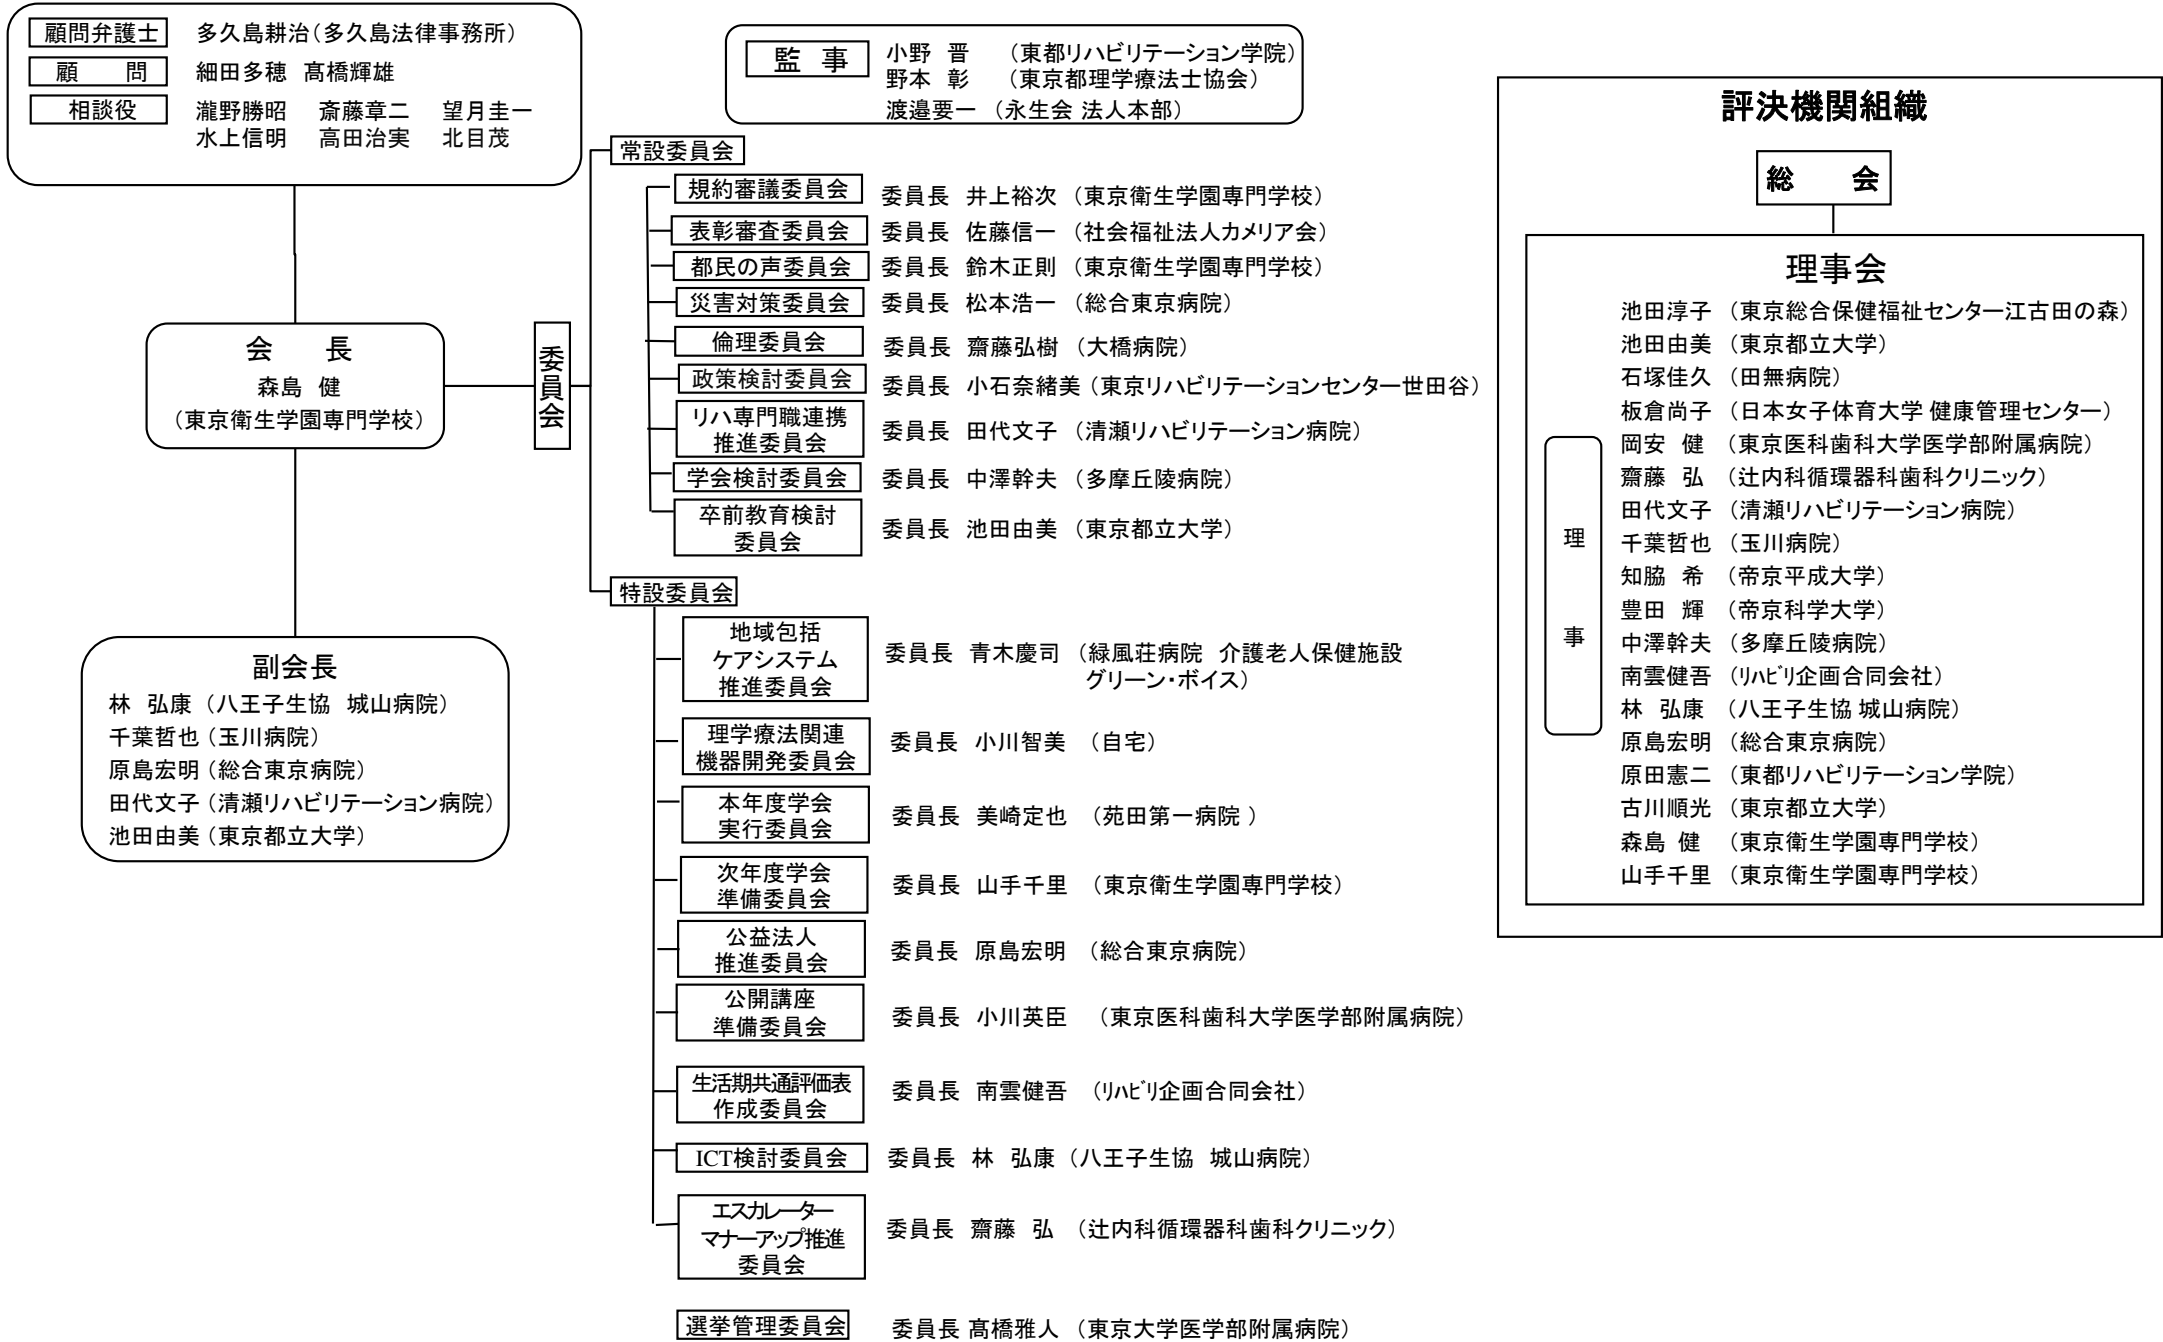 顧問弁護士 多久島耕治(多久島法律事務所)
顧 問 細田多穂 髙橋輝雄
相談役 瀧野勝昭 斎藤章二 望月圭一
水上信明 高田治実 北目茂
会 長
森島 健
(東京衛生学園専門学校)
副会長
林 弘康 (八王子生協 城山病院)
千葉哲也 (玉川病院)
原島宏明 (総合東京病院)
田代文子 (清瀬リハビリテーション病院)
池田由美 (東京都立大学)
監 事
小野 晋 (東都リハビリテーション学院)
野本 彰 (東京都理学療法士協会)
渡邉要一 (永生会 法人本部)
委員会
常設委員会
規約審議委員会 委員長 井上裕次 (東京衛生学園専門学校)
表彰審査委員会 委員長 佐藤信一 (社会福祉法人カメリア会)
都民の声委員会 委員長 鈴木正則 (東京衛生学園専門学校)
災害対策委員会 委員長 松本浩一 (総合東京病院)
倫理委員会 委員長 齋藤弘樹 (大橋病院)
政策検討委員会 委員長 小石奈緒美 (東京リハビリテーションセンター世田谷)
リハ専門職連携
推進委員会 委員長 田代文子 (清瀬リハビリテーション病院)
学会検討委員会 委員長 中澤幹夫 (多摩丘陵病院)
卒前教育検討
委員会 委員長 池田由美 (東京都立大学)
特設委員会
地域包括
ケアシステム
推進委員会 委員長 青木慶司 (緑風荘病院 介護老人保健施設
グリーン・ボイス)
理学療法関連
機器開発委員会 委員長 小川智美 (自宅)
本年度学会
実行委員会 委員長 美崎定也 (苑田第一病院 )
次年度学会
準備委員会 委員長 山手千里 (東京衛生学園専門学校)
公益法人
推進委員会 委員長 原島宏明 (総合東京病院)
公開講座
準備委員会 委員長 小川英臣 (東京医科歯科大学医学部附属病院)
生活期共通評価表
作成委員会 委員長 南雲健吾 (ﾘﾊﾋﾞﾘ企画合同会社)
ICT検討委員会 委員長 林 弘康 (八王子生協 城山病院)
エスカレーター
マナーアップ推進
委員会 委員長 齋藤 弘 (辻内科循環器科歯科クリニック)
選挙管理委員会 委員長 髙橋雅人 (東京大学医学部附属病院)
評決機関組織
総 会
理事会
理 事
池田淳子 (東京総合保健福祉センター江古田の森)
池田由美 (東京都立大学)
石塚佳久 (田無病院)
板倉尚子 (日本女子体育大学 健康管理センター)
岡安 健 (東京医科歯科大学医学部附属病院)
齋藤 弘 (辻内科循環器科歯科クリニック)
田代文子 (清瀬リハビリテーション病院)
千葉哲也 (玉川病院)
知脇 希 (帝京平成大学)
豊田 輝 (帝京科学大学)
中澤幹夫 (多摩丘陵病院)
南雲健吾 (ﾘﾊﾋﾞﾘ企画合同会社)
林 弘康 (八王子生協 城山病院)
原島宏明 (総合東京病院)
原田憲二 (東都リハビリテーション学院)
古川順光 (東京都立大学)
森島 健 (東京衛生学園専門学校)
山手千里 (東京衛生学園専門学校)